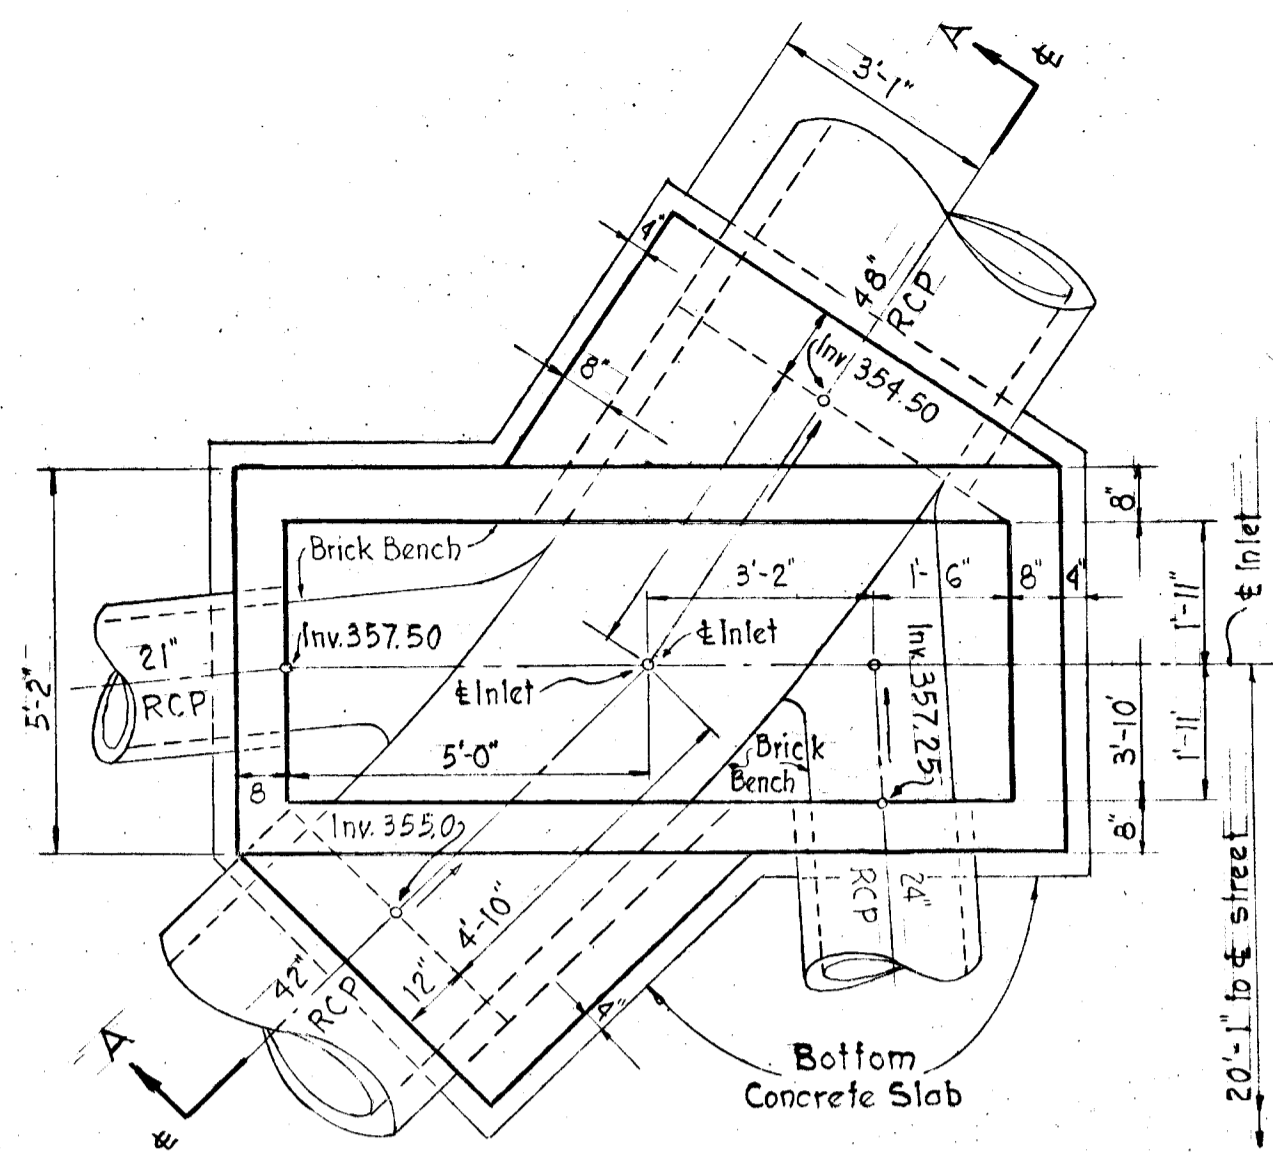 A
℄
3'-1"
4"
48"
RCP
8"
Inv 354.50
8"
Brick Bench
3'-2"
1'-6"
8"
4"
1'-11"
℄ Inlet
Inv. 357.50
℄ Inlet
21"
RCP
℄ Inlet
Inv. 357.25
5'-2"
5'-0"
Brick
Bench
3'-10'
1'-11'
8
Inv. 355.0
8"
4'-10"
24"
RCP
42"
RCP
12"
4"
20'-1" to ℄ street
A
℄
Bottom
Concrete Slab